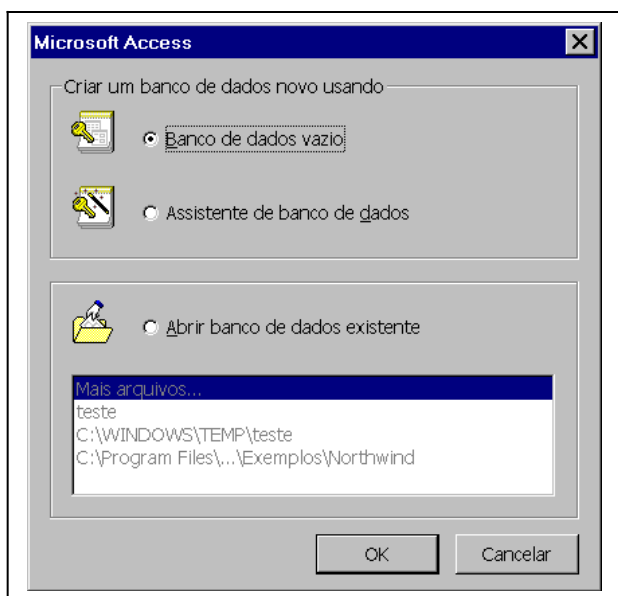 Microsoft Access
Criar um banco de dados novo usando
Banco de dados vazio
Assistente de banco de dados
Abrir banco de dados existente
Mais arquivos...
teste
C:\WINDOWS\TEMP\teste
C:\Program Files\...\Exemplos\Northwind
OK Cancelar